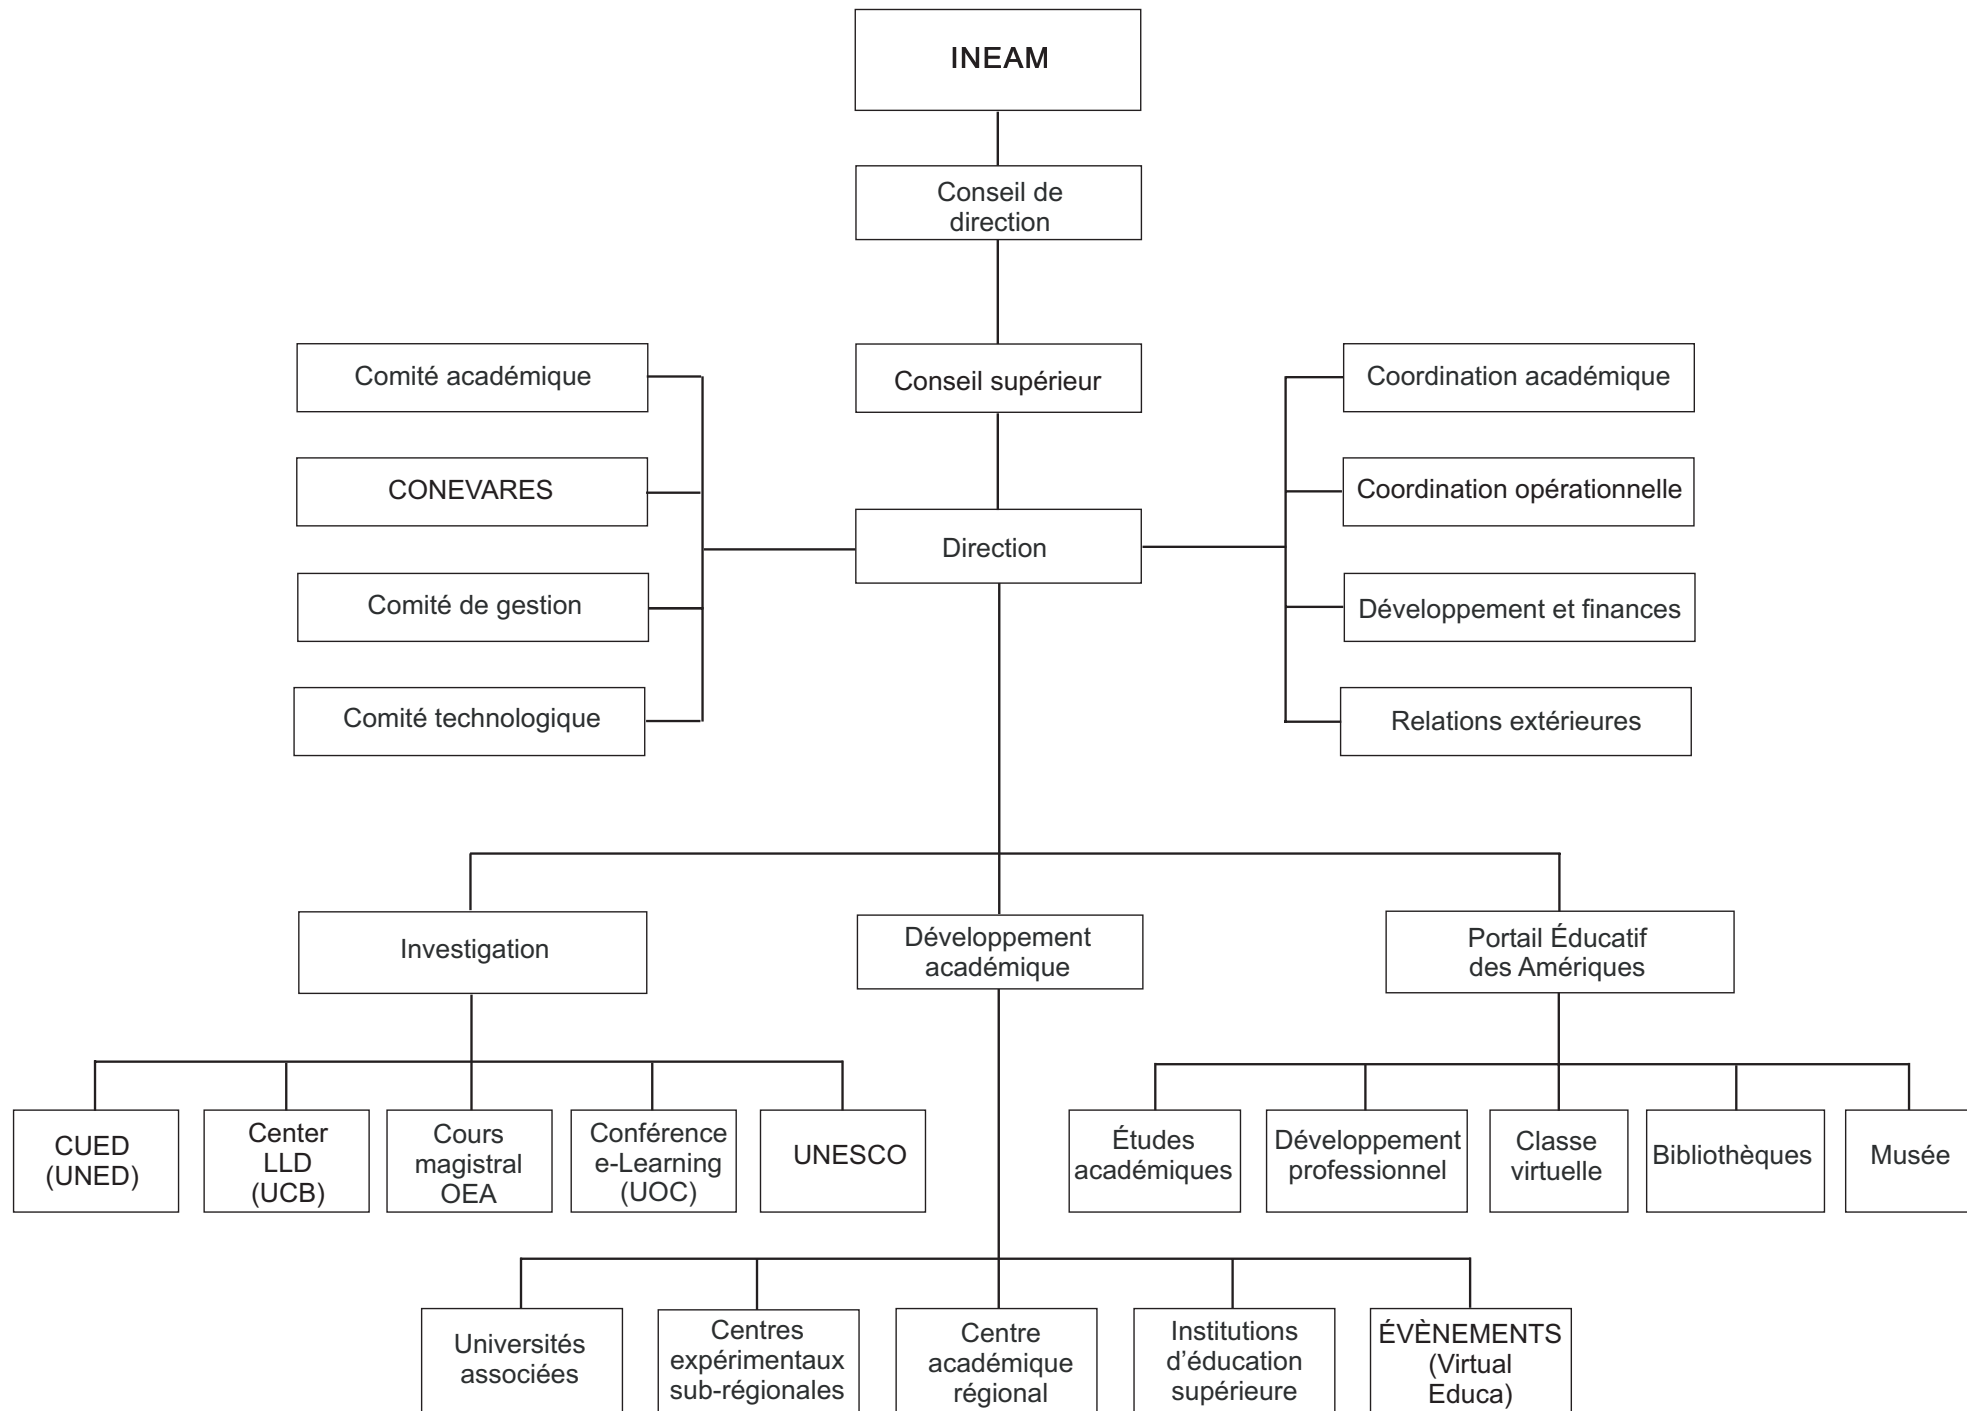 INEAM
Conseil de
direction
Conseil supérieur
Direction
Comité académique
CONEVARES
Comité de gestion
Comité technologique
Coordination académique
Coordination opérationnelle
Développement et finances
Relations extérieures
Investigation
Développement
académique
Portail Éducatif
des Amériques
CUED
(UNED)
Center
LLD
(UCB)
Cours
magistral
OEA
Conférence
e-Learning
(UOC)
UNESCO
Études
académiques
Développement
professionnel
Classe
virtuelle
Bibliothèques
Musée
Universités
associées
Centres
expérimentaux
sub-régionales
Centre
académique
régional
Institutions
d'éducation
supérieure
ÉVÈNEMENTS
(Virtual
Educa)